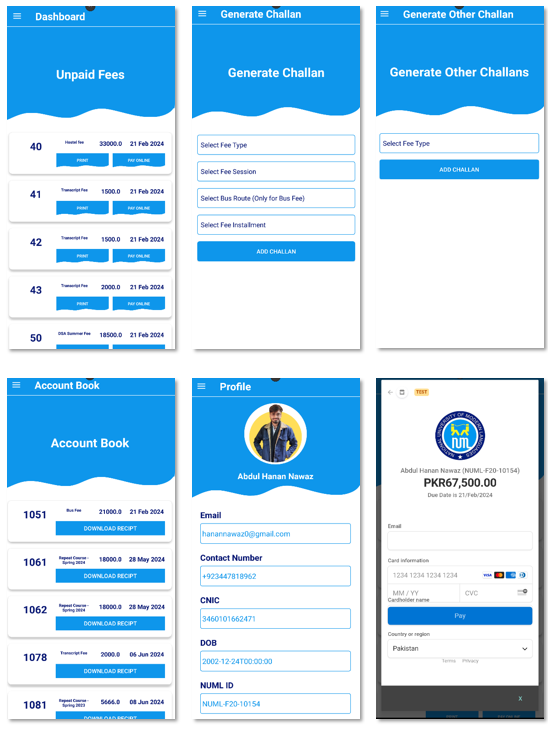 Dashboard
Unpaid Fees
40 Hostel fee 33000.0 21 Feb 2024
PRINT PAY ONLINE
41 Transcript Fee 1500.0 21 Feb 2024
PRINT PAY ONLINE
42 Transcript Fee 1500.0 21 Feb 2024
PRINT PAY ONLINE
43 Transcript Fee 2000.0 21 Feb 2024
PRINT PAY ONLINE
50 DSA Summer Fee 18500.0 21 Feb 2024
Generate Challan
Generate Challan
Select Fee Type
Select Fee Session
Select Bus Route (Only for Bus Fee)
Select Fee Installment
ADD CHALLAN
Generate Other Challan
Generate Other Challans
Select Fee Type
ADD CHALLAN
Account Book
Account Book
1051 Bus Fee 21000.0 21 Feb 2024
DOWNLOAD RECIPT
1061 Repeat Course - Spring 2024 18000.0 28 May 2024
DOWNLOAD RECIPT
1062 Repeat Course - Spring 2024 18000.0 28 May 2024
DOWNLOAD RECIPT
1078 Transcript Fee 2000.0 06 Jun 2024
DOWNLOAD RECIPT
1081 Repeat Course - Spring 2023 5666.0 08 Jun 2024
DOWNLOAD RECIPT
Profile
Abdul Hanan Nawaz
Email
hanannawaz0@gmail.com
Contact Number
+923447818962
CNIC
3460101662471
DOB
2002-12-24T00:00:00
NUML ID
NUML-F20-10154
TEST
Abdul Hanan Nawaz (NUML-F20-10154)
PKR67,500.00
Due Date is 21/Feb/2024
Email
Card information
1234 1234 1234 1234 VISA
MM / YY CVC
Cardholder name
Pay
Country or region
Pakistan
Terms Privacy
X